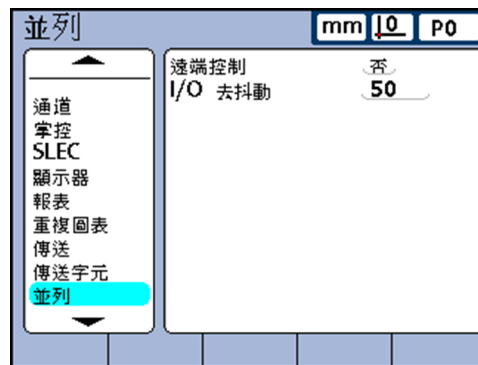 並列
mm 0 P0
通道
掌控
SLEC
顯示器
報表
重複圖表
傳送
傳送字元
並列
遠端控制 否
I/O 去抖動 50